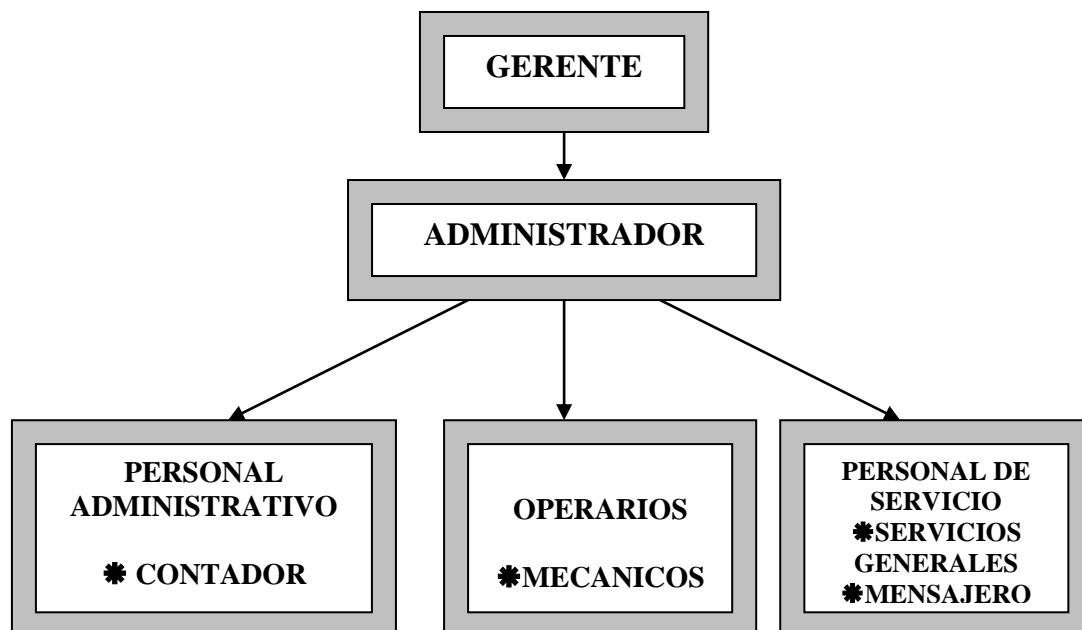 GERENTE
ADMINISTRADOR
PERSONAL
ADMINISTRATIVO
✱ CONTADOR
OPERARIOS
✱MECANICOS
PERSONAL DE
SERVICIO
✱SERVICIOS
GENERALES
✱MENSAJERO